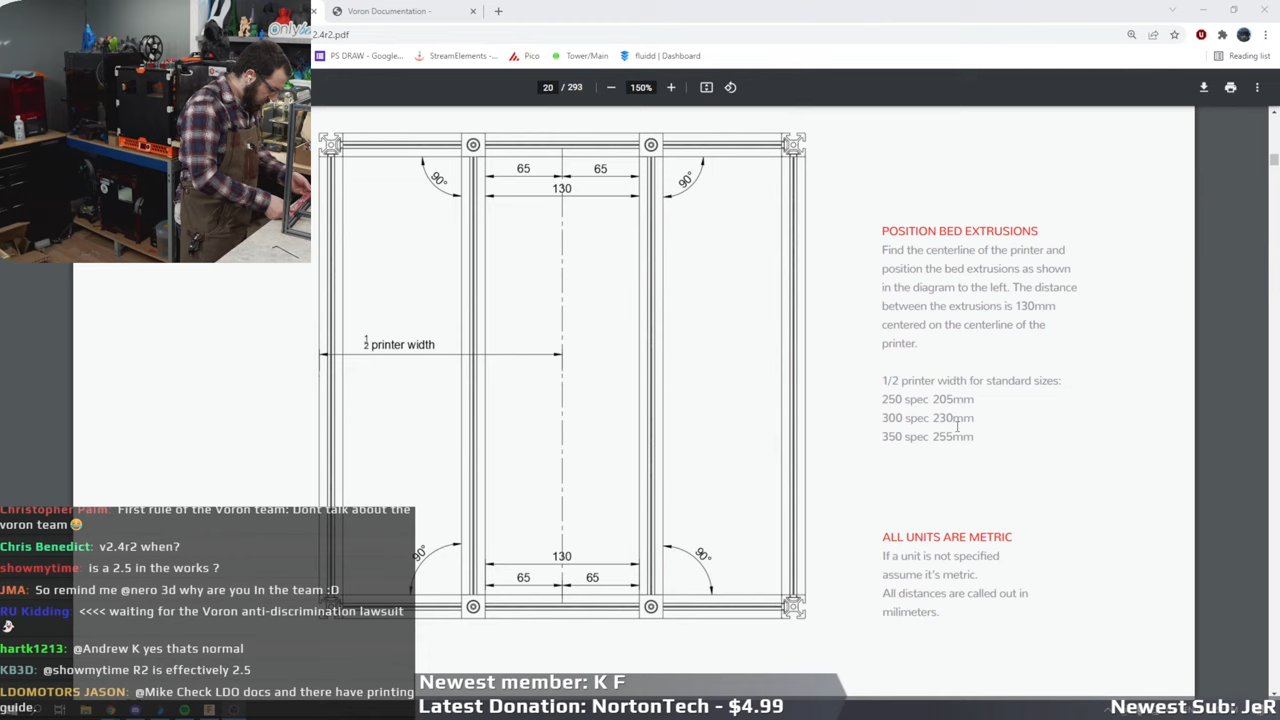 Voron Documentation -
2.4r2.pdf
PS DRAW - Google...
StreamElements -...
Pico
Tower/Main
fluidd | Dashboard
Reading list
20 / 293
150%
65 65
130
90°
90°
1/2 printer width
90°
90°
130
65 65
POSITION BED EXTRUSIONS
Find the centerline of the printer and
position the bed extrusions as shown
in the diagram to the left. The distance
between the extrusions is 130mm
centered on the centerline of the
printer.
1/2 printer width for standard sizes:
250 spec 205mm
300 spec 230mm
350 spec 255mm
ALL UNITS ARE METRIC
If a unit is not specified
assume it's metric.
All distances are called out in
milimeters.
Christopher Palm: First rule of the Voron team: Dont talk about the
voron team😂
Chris Benedict: v2.4r2 when?
showmytime: is a 2.5 in the works ?
JMA: So remind me @nero 3d why are you In the team :D
RU Kidding: <<<< waiting for the Voron anti-discrimination lawsuit
👻
hartk1213: @Andrew K yes thats normal
KB3D: @showmytime R2 is effectively 2.5
LDOMOTORS JASON: @Mike Check LDO docs and there have printing
guide.
Newest member: K F
Latest Donation: NortonTech - $4.99
Newest Sub: JeR